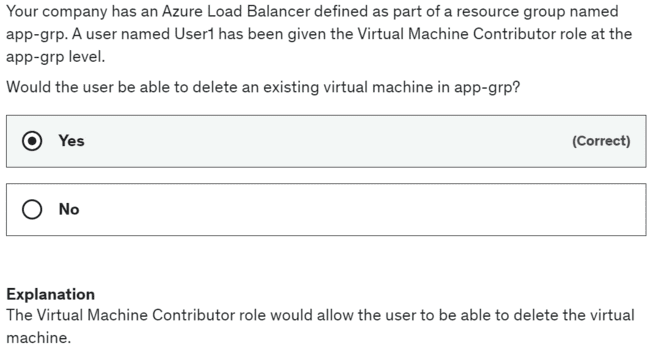 Your company has an Azure Load Balancer defined as part of a resource group named
app-grp. A user named User1 has been given the Virtual Machine Contributor role at the
app-grp level.
Would the user be able to delete an existing virtual machine in app-grp?
Yes (Correct)
No
Explanation
The Virtual Machine Contributor role would allow the user to be able to delete the virtual
machine.